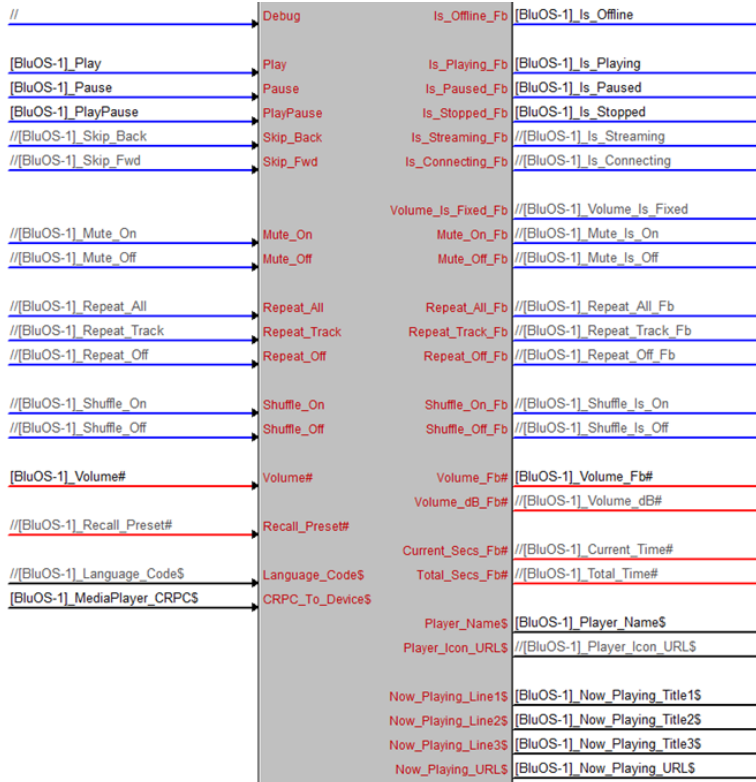 // Debug Is_Offline_Fb [BluOS-1]_Is_Offline
[BluOS-1]_Play Play Is_Playing_Fb [BluOS-1]_Is_Playing
[BluOS-1]_Pause Pause Is_Paused_Fb [BluOS-1]_Is_Paused
[BluOS-1]_PlayPause PlayPause Is_Stopped_Fb [BluOS-1]_Is_Stopped
//[BluOS-1]_Skip_Back Skip_Back Is_Streaming_Fb //[BluOS-1]_Is_Streaming
//[BluOS-1]_Skip_Fwd Skip_Fwd Is_Connecting_Fb //[BluOS-1]_Is_Connecting
Volume_Is_Fixed_Fb //[BluOS-1]_Volume_Is_Fixed
//[BluOS-1]_Mute_On Mute_On Mute_On_Fb //[BluOS-1]_Mute_Is_On
//[BluOS-1]_Mute_Off Mute_Off Mute_Off_Fb //[BluOS-1]_Mute_Is_Off
//[BluOS-1]_Repeat_All Repeat_All Repeat_All_Fb //[BluOS-1]_Repeat_All_Fb
//[BluOS-1]_Repeat_Track Repeat_Track Repeat_Track_Fb //[BluOS-1]_Repeat_Track_Fb
//[BluOS-1]_Repeat_Off Repeat_Off Repeat_Off_Fb //[BluOS-1]_Repeat_Off_Fb
//[BluOS-1]_Shuffle_On Shuffle_On Shuffle_On_Fb //[BluOS-1]_Shuffle_Is_On
//[BluOS-1]_Shuffle_Off Shuffle_Off Shuffle_Off_Fb //[BluOS-1]_Shuffle_Is_Off
[BluOS-1]_Volume# Volume# Volume_Fb# [BluOS-1]_Volume_Fb#
Volume_dB_Fb# //[BluOS-1]_Volume_dB#
//[BluOS-1]_Recall_Preset# Recall_Preset#
Current_Secs_Fb# //[BluOS-1]_Current_Time#
//[BluOS-1]_Language_Code$ Language_Code$ Total_Secs_Fb# //[BluOS-1]_Total_Time#
[BluOS-1]_MediaPlayer_CRPC$ CRPC_To_Device$
Player_Name$ [BluOS-1]_Player_Name$
Player_Icon_URL$ //[BluOS-1]_Player_Icon_URL$
Now_Playing_Line1$ [BluOS-1]_Now_Playing_Title1$
Now_Playing_Line2$ [BluOS-1]_Now_Playing_Title2$
Now_Playing_Line3$ [BluOS-1]_Now_Playing_Title3$
Now_Playing_URL$ [BluOS-1]_Now_Playing_URL$